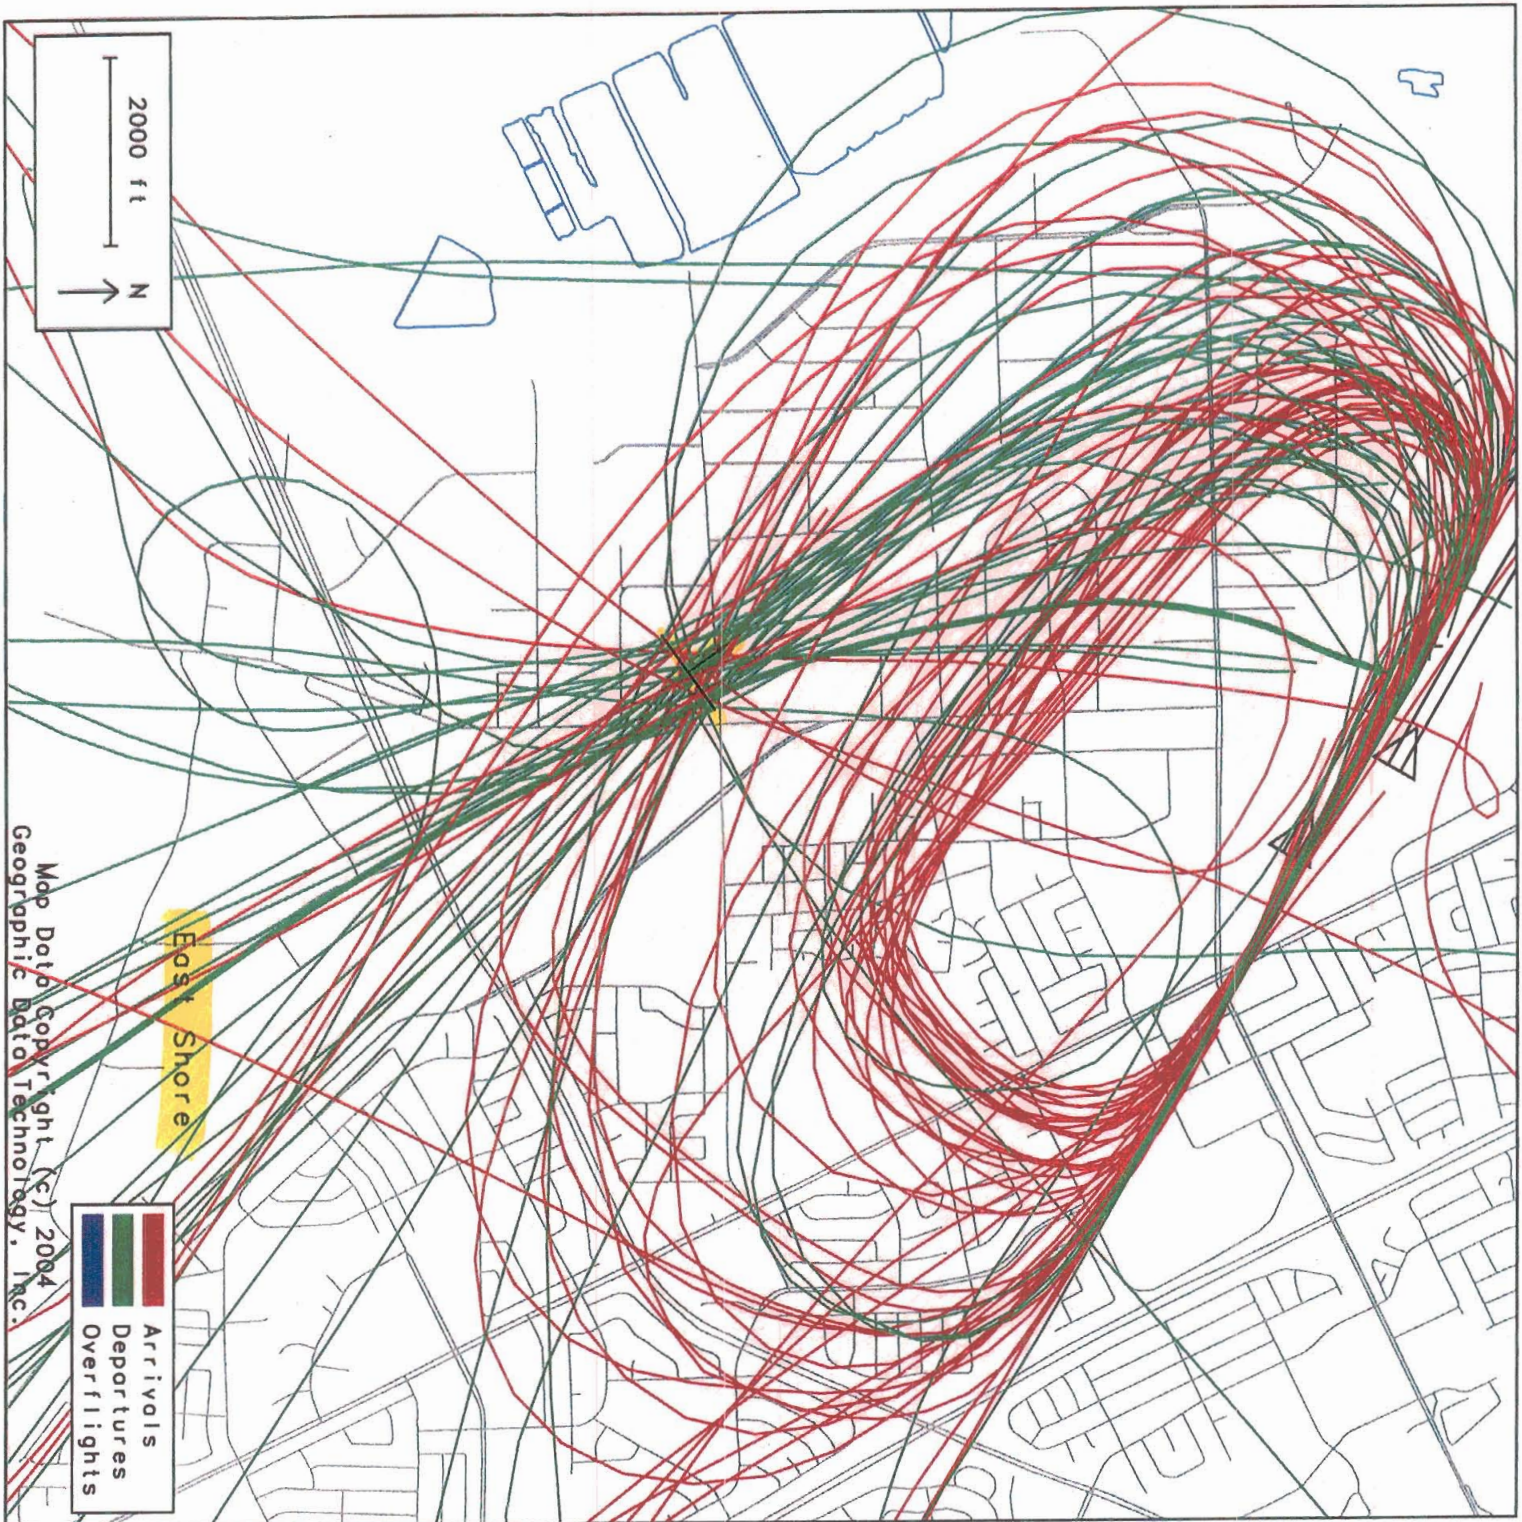 2000 ft
N
East Shore
Map Data Copyright (c) 2004
Geographic Data Technology, Inc.
Arrivals
Departures
Overflights